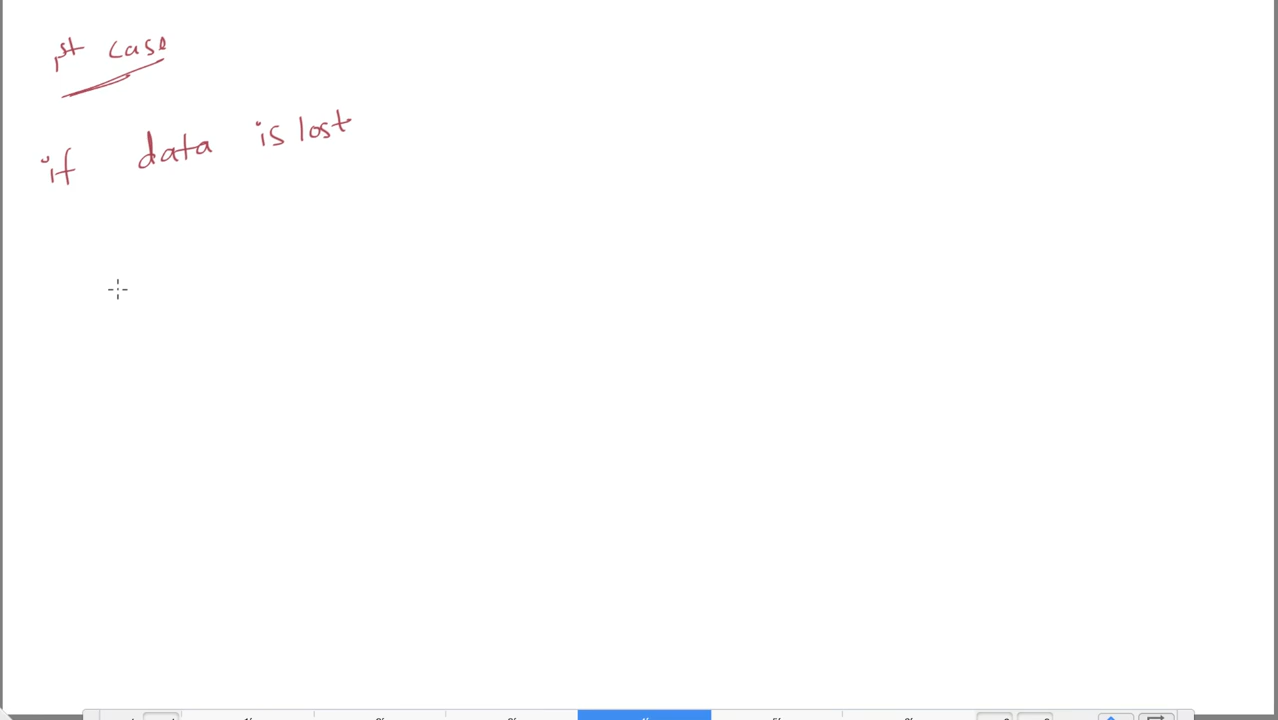 1st case
if data is lost